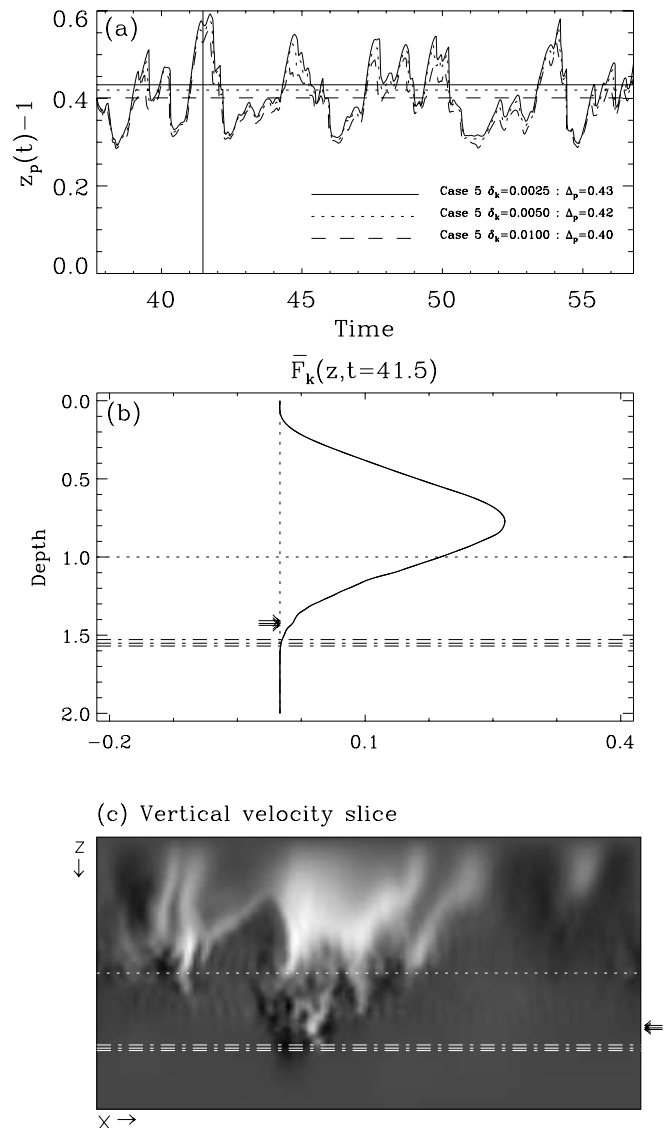 (a)
0.6
0.4
0.2
0.0
z_p(t)−1
Case 5 δ_k=0.0025 : Δ_p=0.43
Case 5 δ_k=0.0050 : Δ_p=0.42
Case 5 δ_k=0.0100 : Δ_p=0.40
40 45 50 55
Time
F̅_k(z,t=41.5)
(b)
0.0
0.5
1.0
1.5
2.0
Depth
−0.2 0.1 0.4
(c) Vertical velocity slice
Z
↓
X →